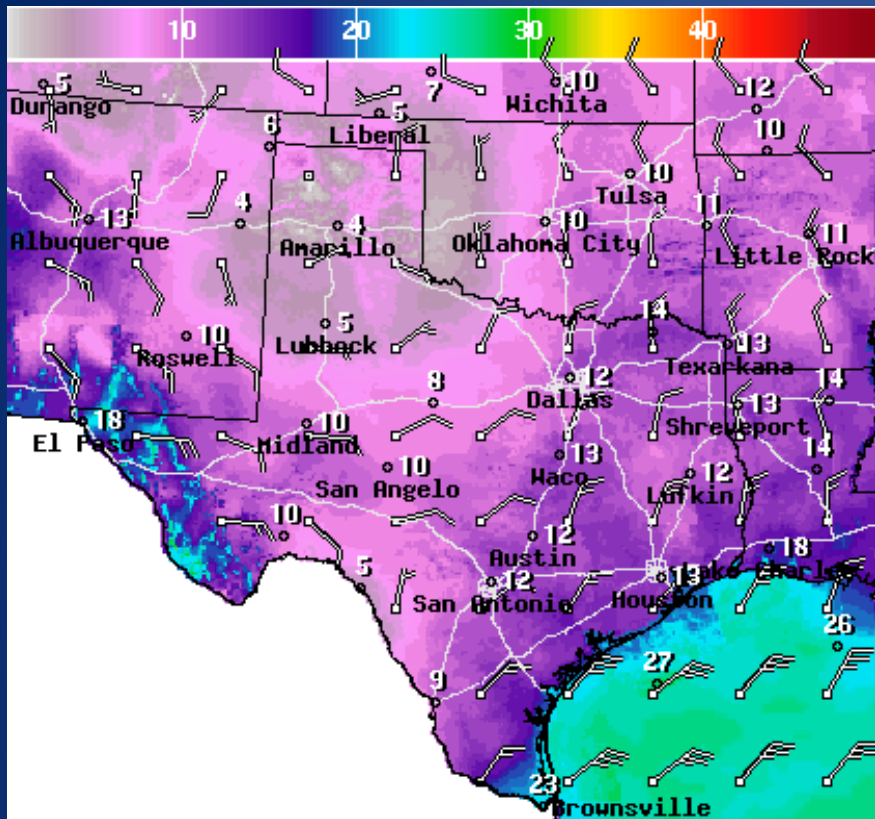 10 20 30 40
5 7 10 12
Durango Wichita
5
Liberal
6 10
10
Tulsa
13 4 4 10 11 11
Albuquerque Amarillo Oklahoma City Little Rock
10 5 14 13
Roswell Lubbock Texarkana
12
8 Dallas 13 14
18 10 Shreveport
El Paso Midland 13 14
10 Waco 12
San Angelo Lufkin
10 12 18
Austin
5 12 13 Lake Charles
San Antonio Houston
26
27
9
23
Brownsville